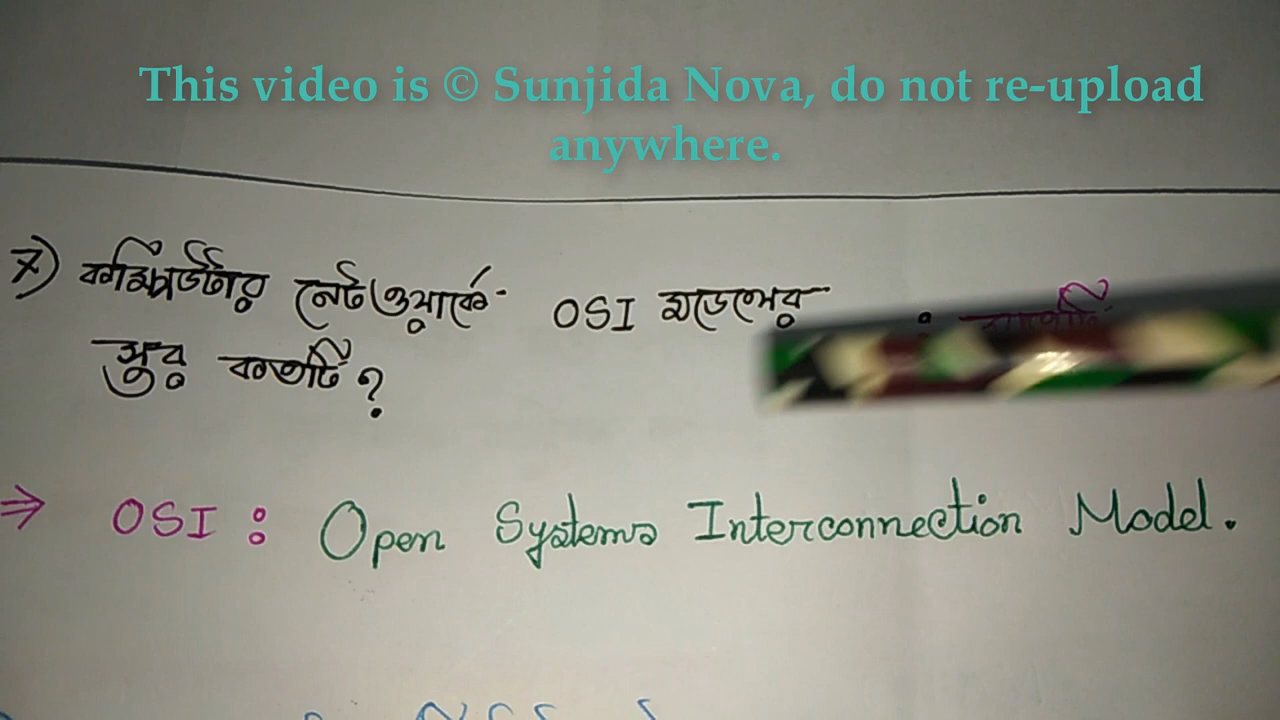 This video is © Sunjida Nova, do not re-upload
anywhere.
৭) কম্পিউটার নেটওয়ার্কে OSI মডেলের
স্তর কতটি?
⇒ OSI : Open Systems Interconnection Model.